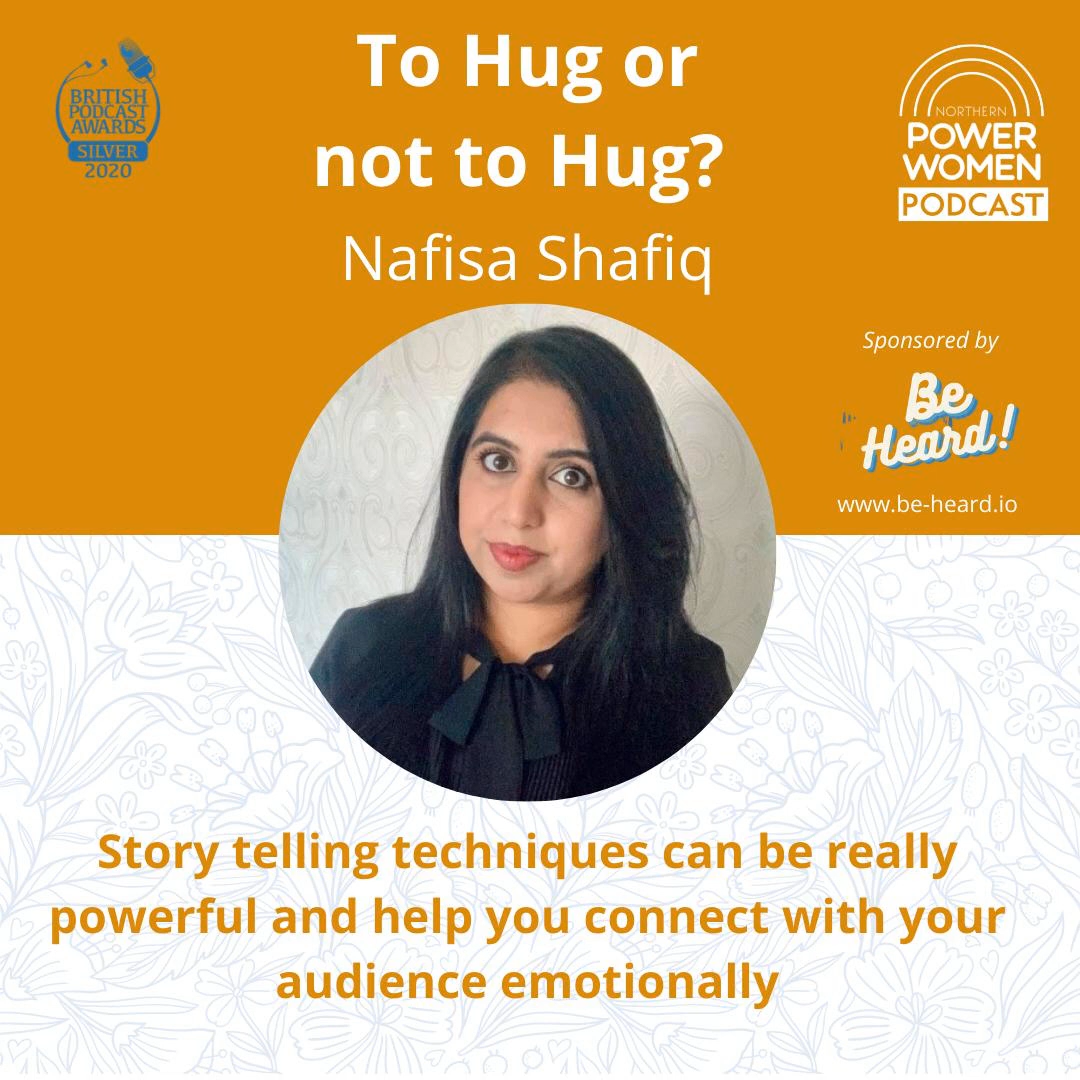 To Hug or
not to Hug?
Nafisa Shafiq
BRITISH
PODCAST
AWARDS
SILVER
2020
NORTHERN
POWER
WOMEN
PODCAST
Sponsored by
Be
Heard!
www.be-heard.io
Story telling techniques can be really
powerful and help you connect with your
audience emotionally